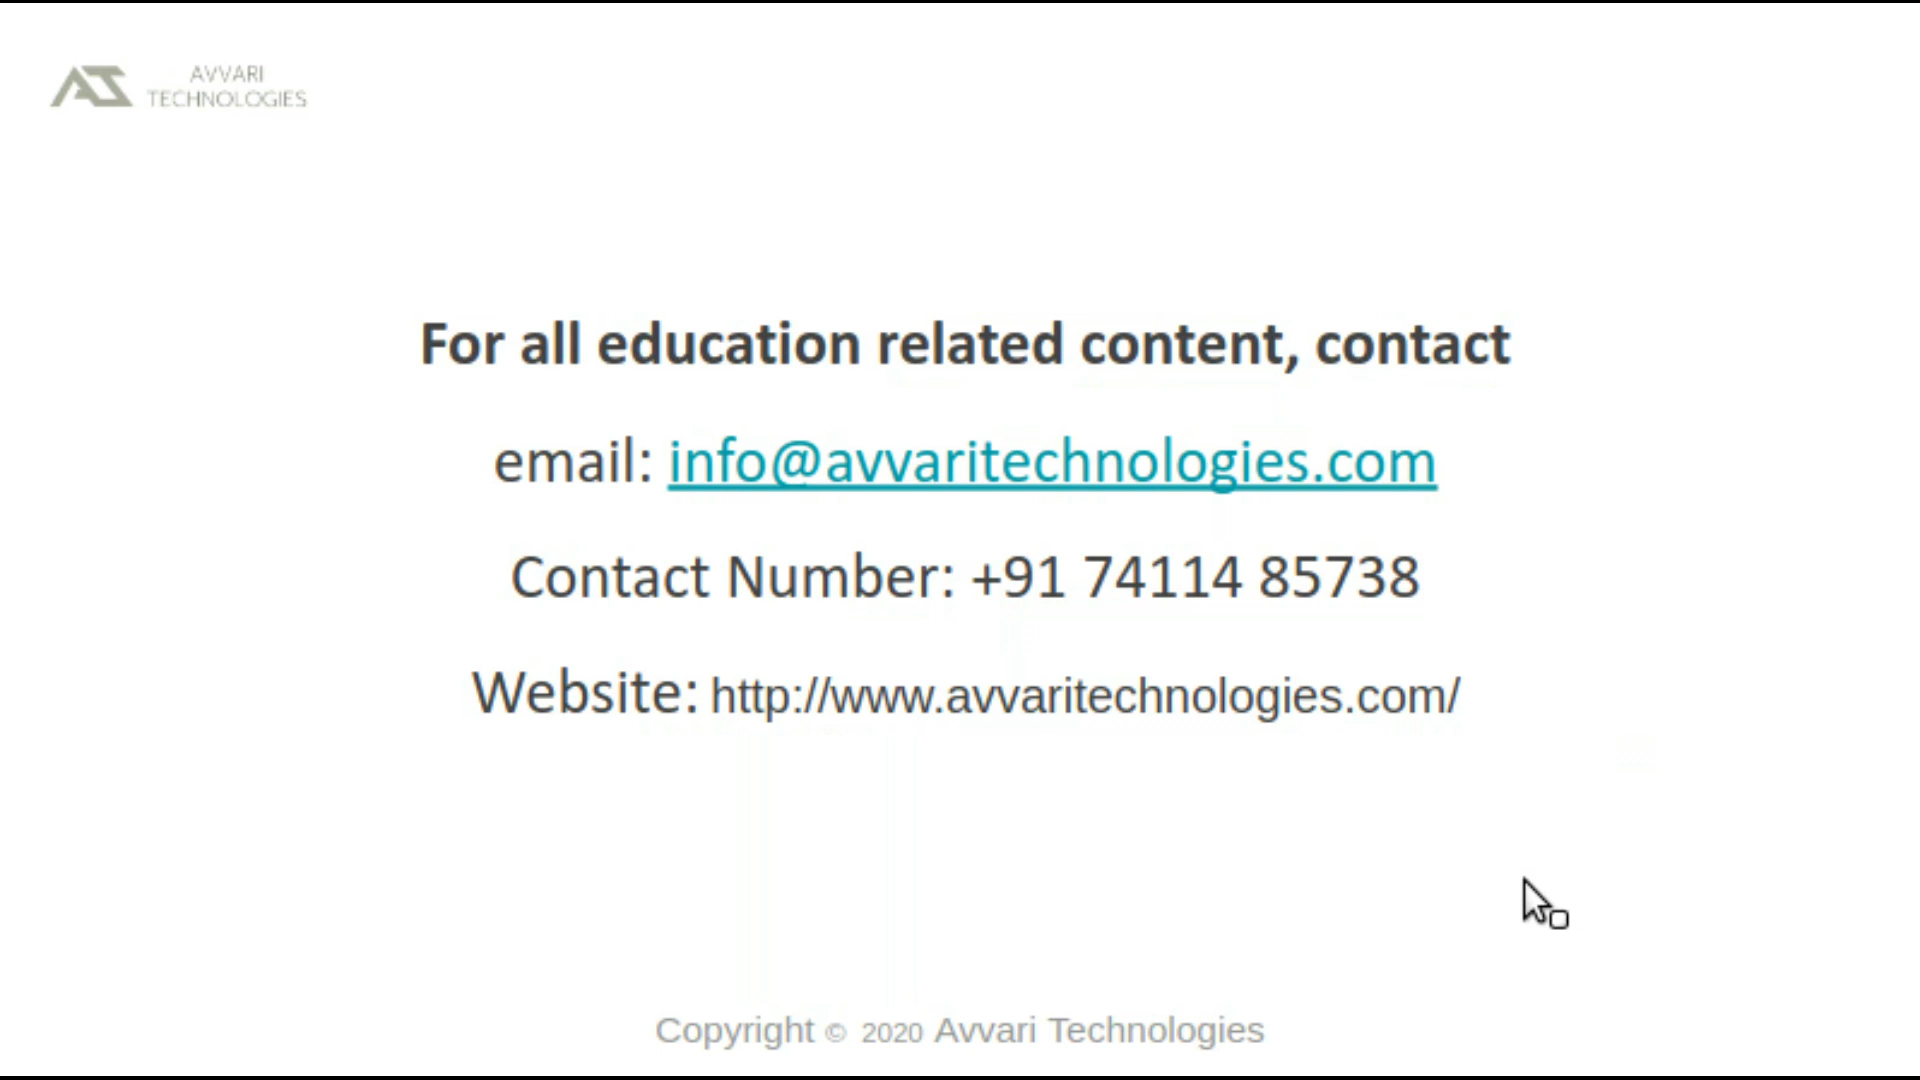 AVVARI
TECHNOLOGIES
For all education related content, contact
email: info@avvaritechnologies.com
Contact Number: +91 74114 85738
Website: http://www.avvaritechnologies.com/
Copyright © 2020 Avvari Technologies